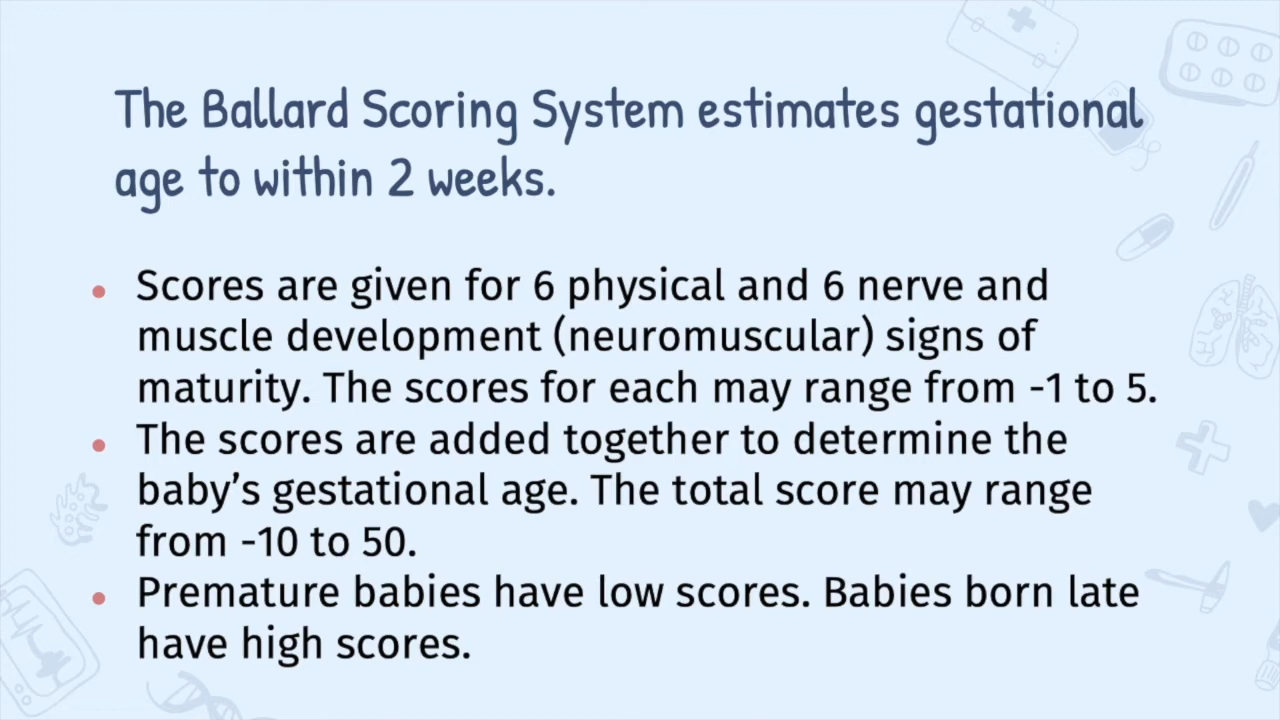 The Ballard Scoring System estimates gestational
age to within 2 weeks.
• Scores are given for 6 physical and 6 nerve and
muscle development (neuromuscular) signs of
maturity. The scores for each may range from -1 to 5.
• The scores are added together to determine the
baby’s gestational age. The total score may range
from -10 to 50.
• Premature babies have low scores. Babies born late
have high scores.